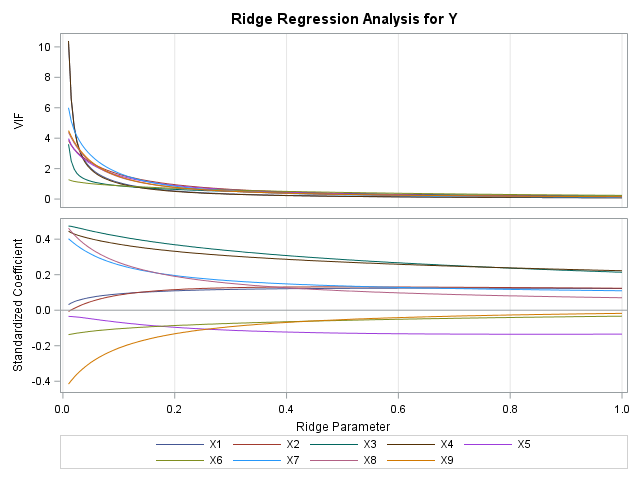 Ridge Regression Analysis for Y
VIF
10
8
6
4
2
0
Standardized Coefficient
0.4
0.2
0.0
-0.2
-0.4
0.0 0.2 0.4 0.6 0.8 1.0
Ridge Parameter
X1 X2 X3 X4 X5
X6 X7 X8 X9